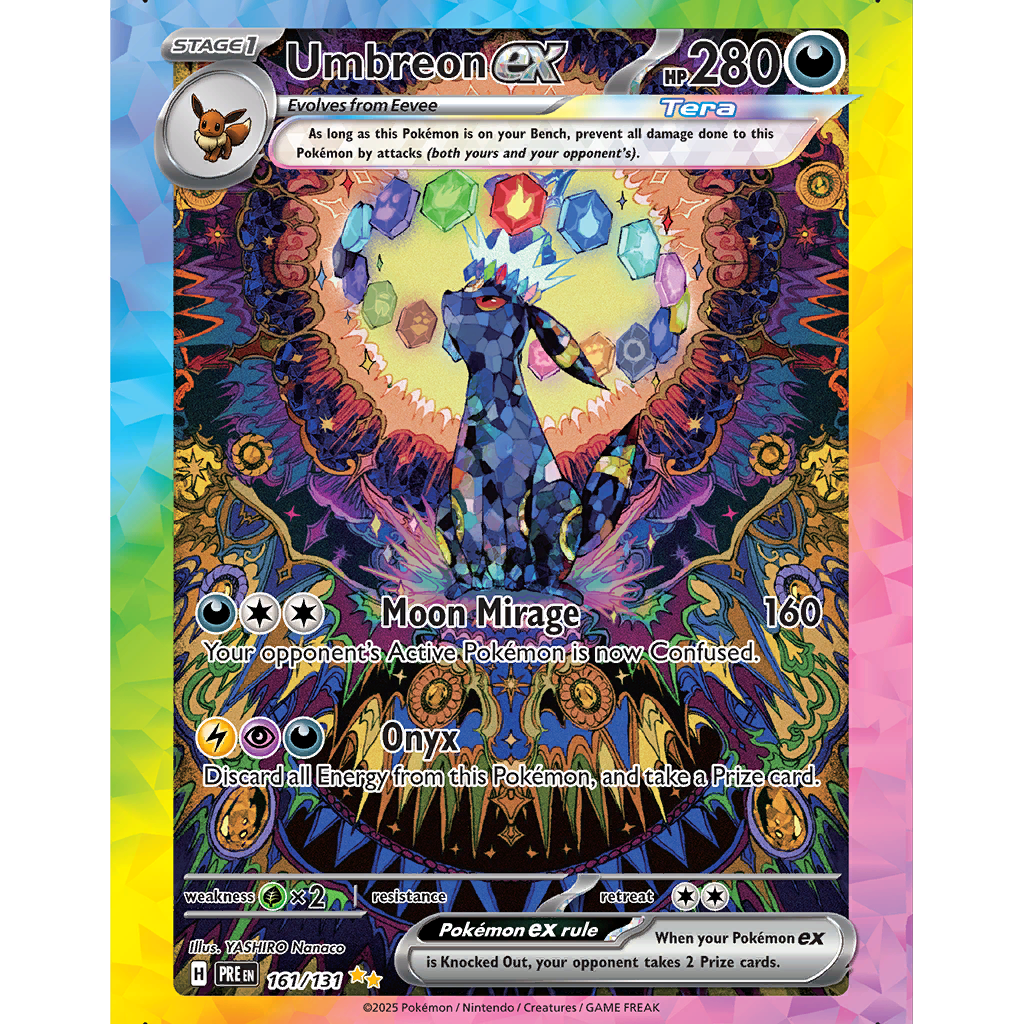 STAGE1
Umbreon ex
HP 280
Evolves from Eevee
Tera
As long as this Pokémon is on your Bench, prevent all damage done to this
Pokémon by attacks (both yours and your opponent's).
Moon Mirage 160
Your opponent's Active Pokémon is now Confused.
Onyx
Discard all Energy from this Pokémon, and take a Prize card.
weakness ×2 resistance retreat
Pokémon ex rule
When your Pokémon ex
is Knocked Out, your opponent takes 2 Prize cards.
Illus. YASHIRO Nanaco
H PRE EN 161/131
©2025 Pokémon / Nintendo / Creatures / GAME FREAK